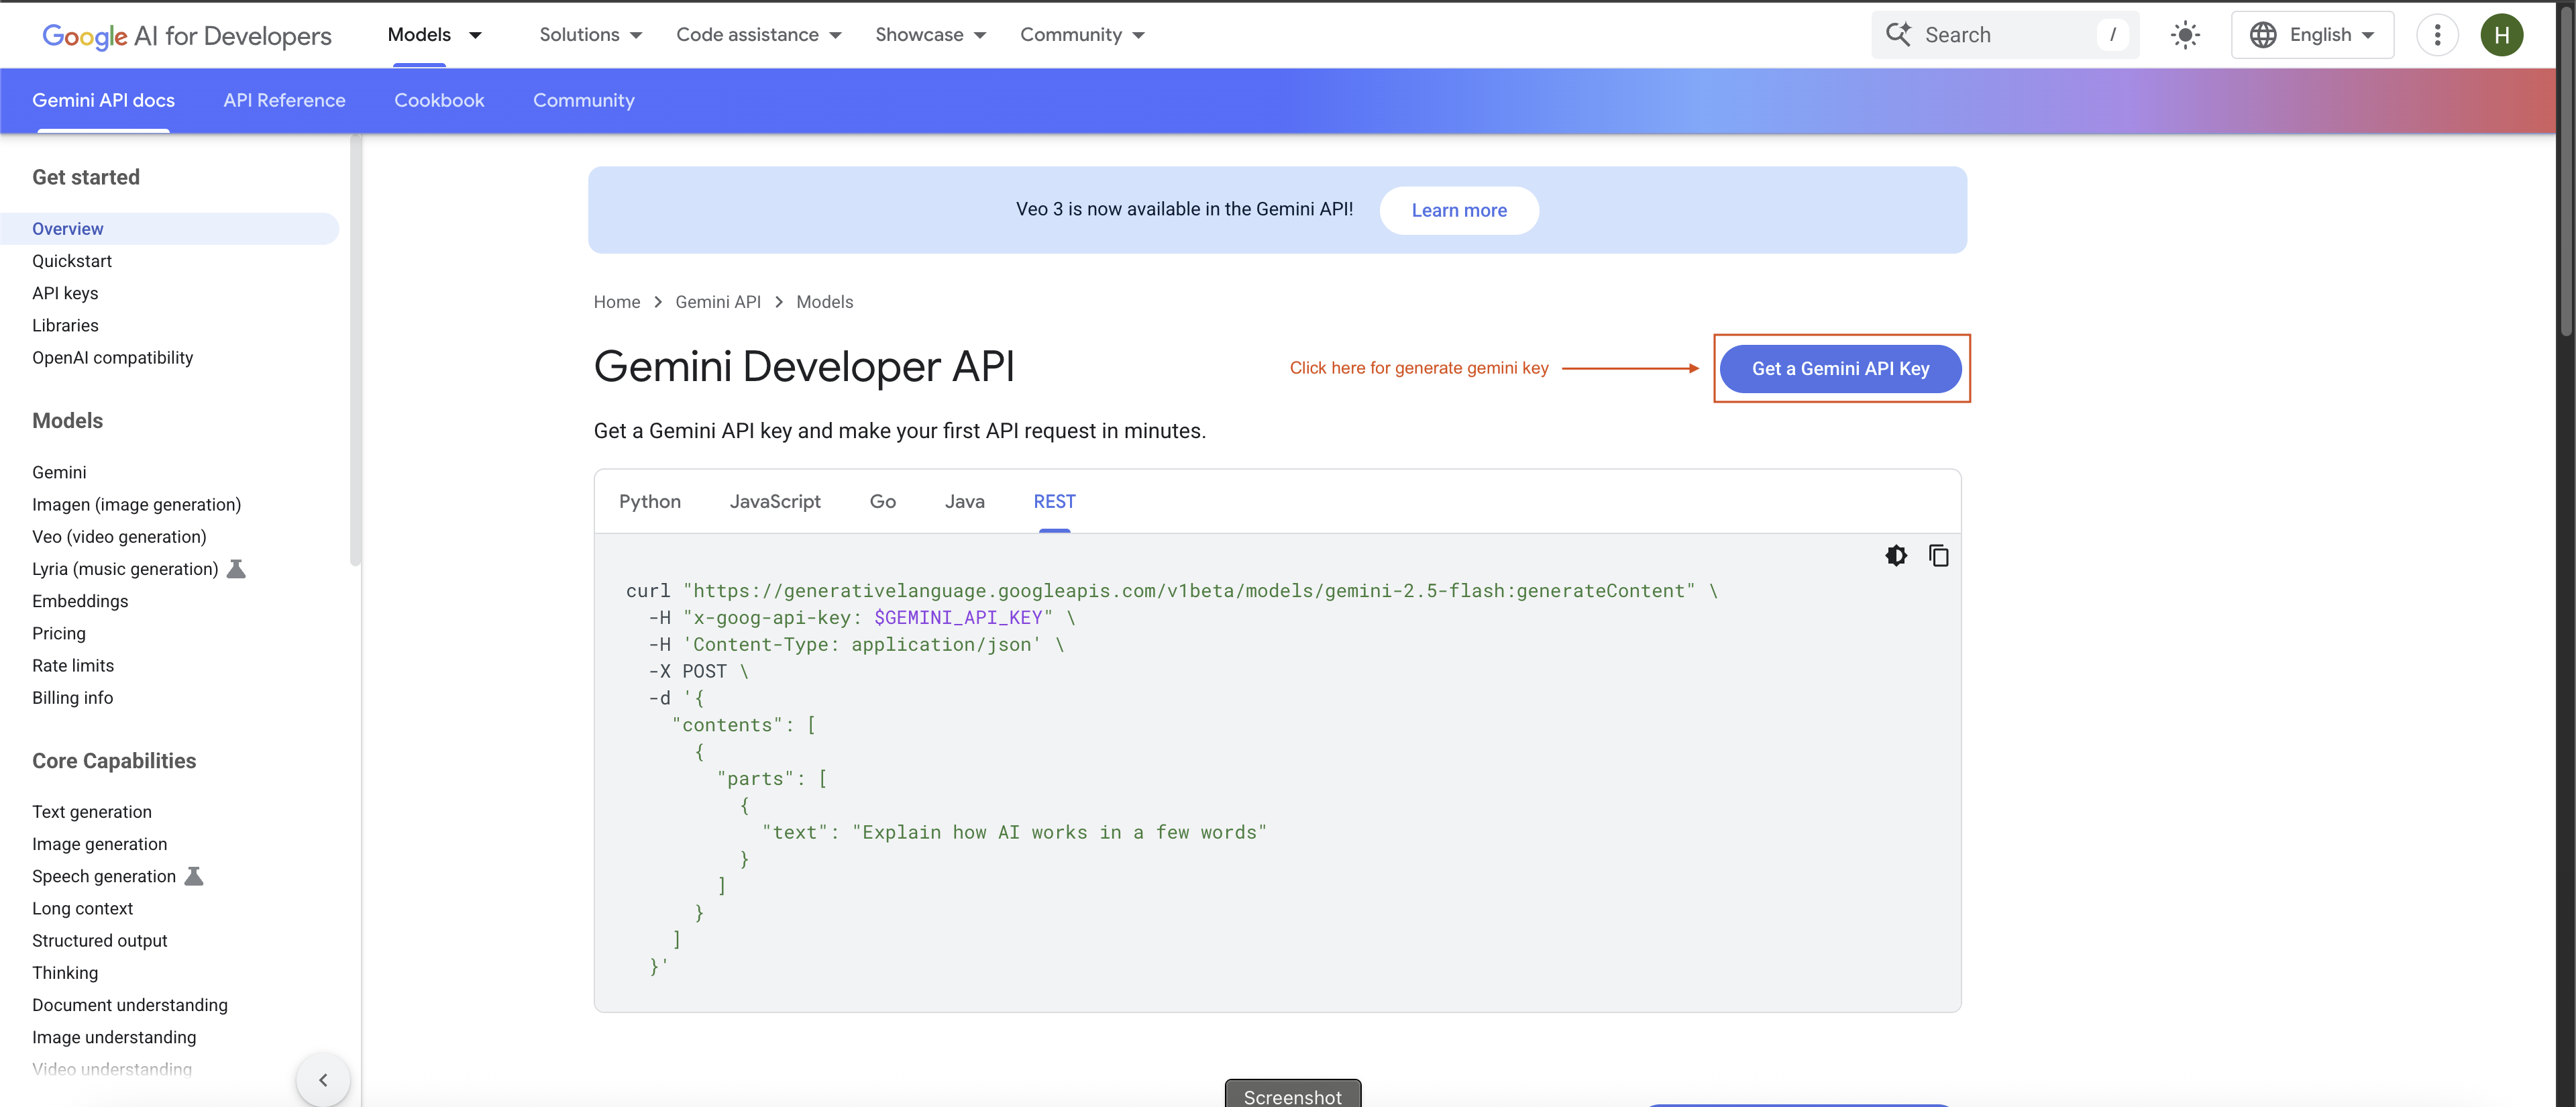 Google AI for Developers
Models
Solutions
Code assistance
Showcase
Community
Search
/
English
H
Gemini API docs
API Reference
Cookbook
Community
Get started
Overview
Quickstart
API keys
Libraries
OpenAI compatibility
Models
Gemini
Imagen (image generation)
Veo (video generation)
Lyria (music generation)
Embeddings
Pricing
Rate limits
Billing info
Core Capabilities
Text generation
Image generation
Speech generation
Long context
Structured output
Thinking
Document understanding
Image understanding
Video understanding
Veo 3 is now available in the Gemini API!
Learn more
Home > Gemini API > Models
Gemini Developer API
Click here for generate gemini key
Get a Gemini API Key
Get a Gemini API key and make your first API request in minutes.
Python
JavaScript
Go
Java
REST
curl "https://generativelanguage.googleapis.com/v1beta/models/gemini-2.5-flash:generateContent" \
-H "x-goog-api-key: $GEMINI_API_KEY" \
-H 'Content-Type: application/json' \
-X POST \
-d '{
"contents": [
{
"parts": [
{
"text": "Explain how AI works in a few words"
}
]
}
]
}'
Screenshot